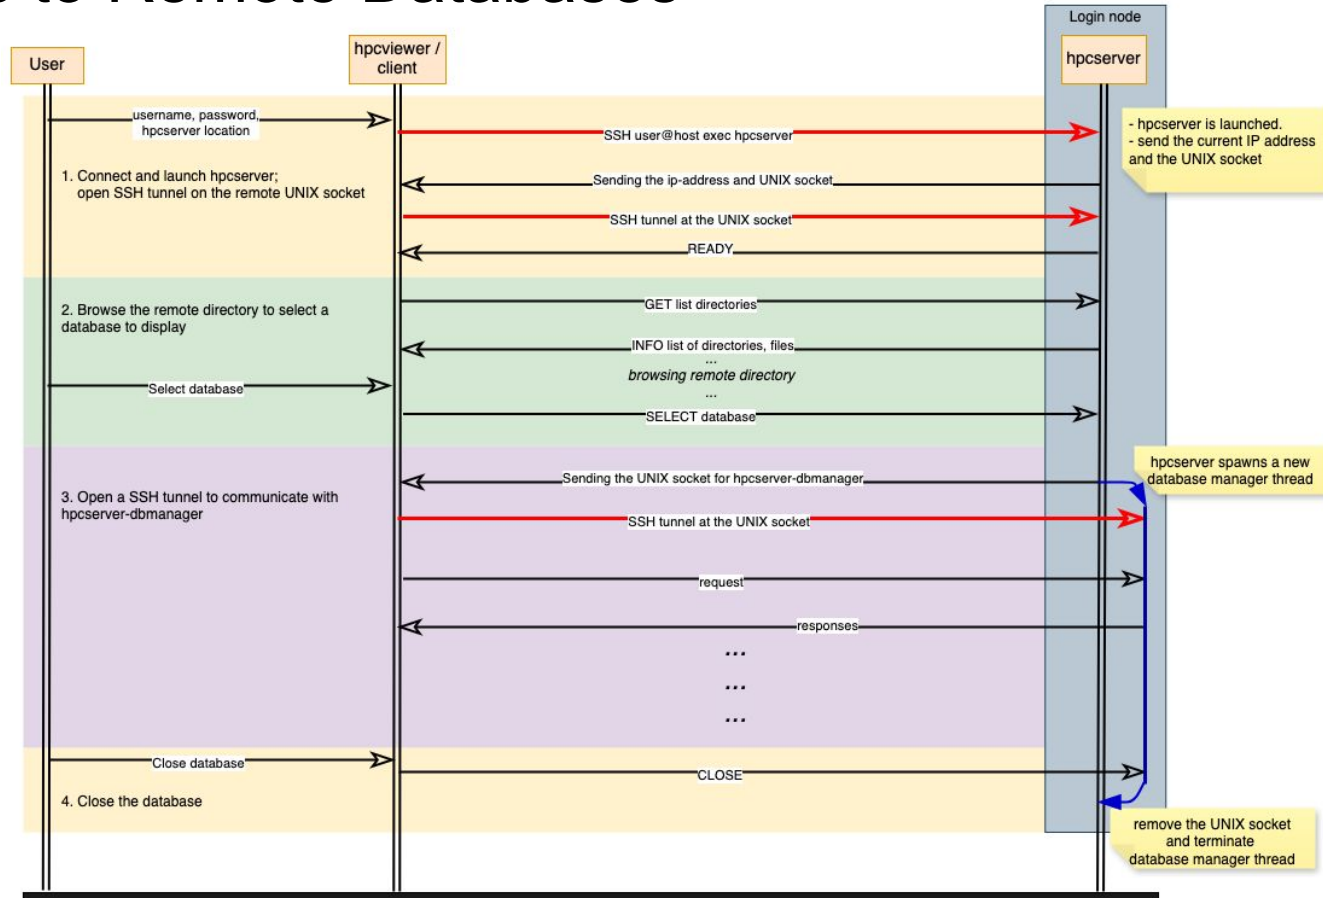 to Remote Databases
Login node
User
hpcviewer /
client
hpcserver
username, password,
hpcserver location
SSH user@host exec hpcserver
- hpcserver is launched.
- send the current IP address
and the UNIX socket
1. Connect and launch hpcserver;
open SSH tunnel on the remote UNIX socket
Sending the ip-address and UNIX socket
SSH tunnel at the UNIX socket
READY
2. Browse the remote directory to select a
database to display
GET list directories
INFO list of directories, files
...
browsing remote directory
...
Select database
SELECT database
hpcserver spawns a new
database manager thread
Sending the UNIX socket for hpcserver-dbmanager
3. Open a SSH tunnel to communicate with
hpcserver-dbmanager
SSH tunnel at the UNIX socket
request
responses
...
...
...
Close database
CLOSE
4. Close the database
remove the UNIX socket
and terminate
database manager thread